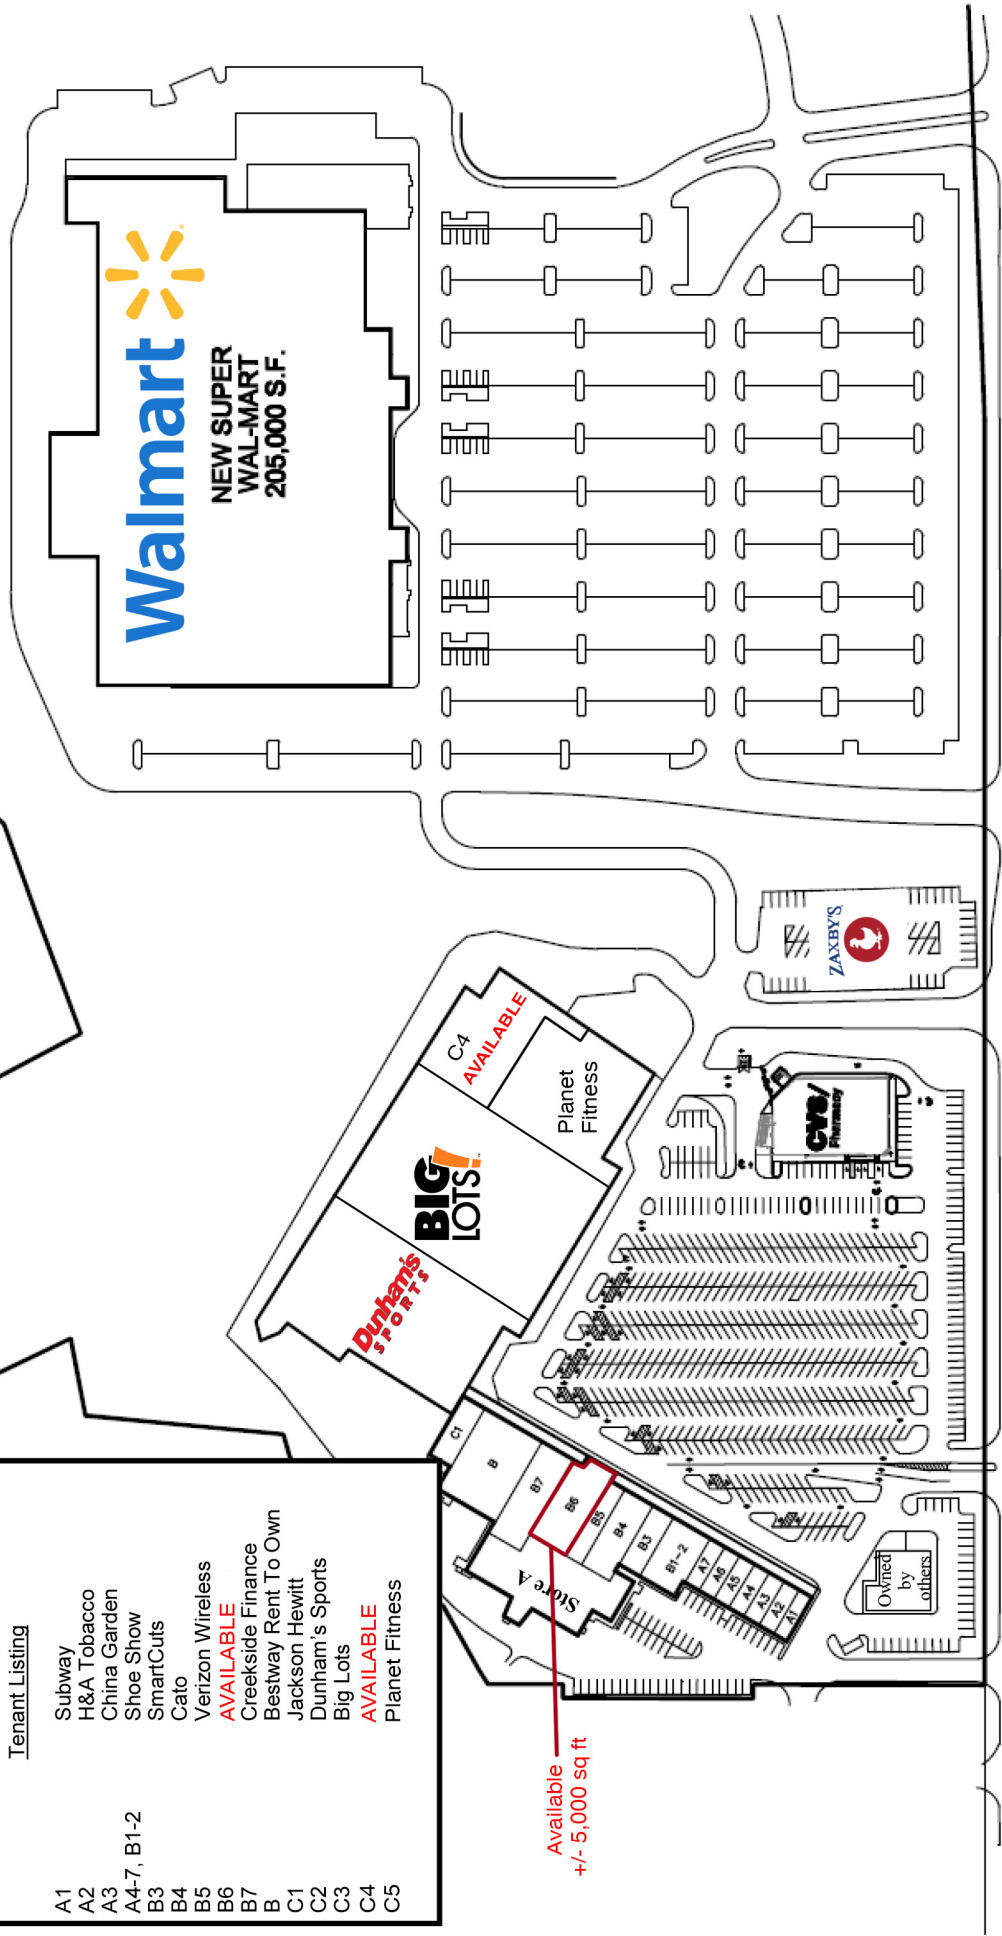 Tenant Listing
A1 Subway
A2 H&A Tobacco
A3 China Garden
A4-7, B1-2 Shoe Show
B3 SmartCuts
B4 Cato
B5 Verizon Wireless
B6 AVAILABLE
B7 Creekside Finance
B Bestway Rent To Own
C1 Jackson Hewitt
C2 Dunham's Sports
C3 Big Lots
C4 AVAILABLE
C5 Planet Fitness
Available
+/- 5,000 sq ft
Store A
C1
B
B7
B6
B5
B4
B3
B1-2
A7
A6
A5
A4
A3
A2
A1
Dunham's
SPORTS
BIG
LOTS!
C4
AVAILABLE
Planet
Fitness
Owned
by
others
CVS/
Pharmacy
ZAXBY'S
Walmart
NEW SUPER
WAL-MART
205,000 S.F.